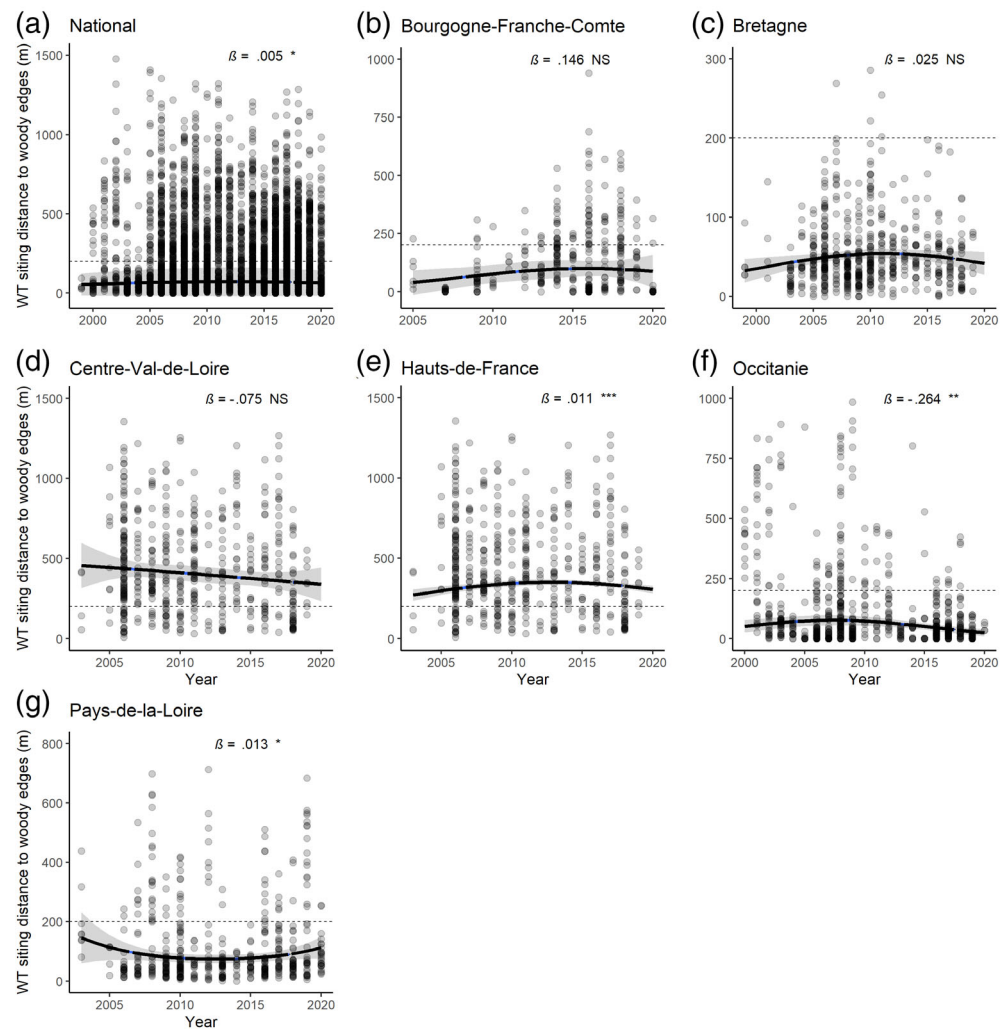 (a) National
ß = .005 *
WT siting distance to woody edges (m)
1500
1000
500
0
2000 2005 2010 2015 2020
(b) Bourgogne-Franche-Comte
ß = .146 NS
1000
750
500
250
0
2005 2010 2015 2020
(c) Bretagne
ß = .025 NS
300
200
100
0
2000 2005 2010 2015 2020
(d) Centre-Val-de-Loire
ß = -.075 NS
WT siting distance to woody edges (m)
1500
1000
500
0
2005 2010 2015 2020
Year
(e) Hauts-de-France
ß = .011 ***
1500
1000
500
0
2005 2010 2015 2020
Year
(f) Occitanie
ß = -.264 **
1000
750
500
250
0
2000 2005 2010 2015 2020
Year
(g) Pays-de-la-Loire
ß = .013 *
WT siting distance to woody edges (m)
800
600
400
200
0
2005 2010 2015 2020
Year